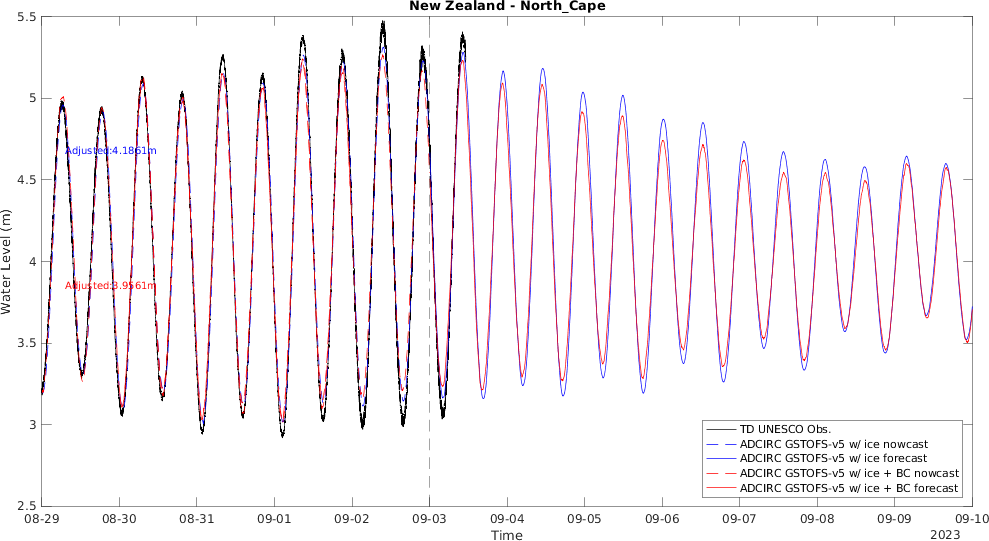 New Zealand - North_Cape
5.5
5
4.5
4
3.5
3
2.5
Water Level (m)
Adjusted:4.1861m
Adjusted:3.9561m
TD UNESCO Obs.
ADCIRC GSTOFS-v5 w/ ice nowcast
ADCIRC GSTOFS-v5 w/ ice forecast
ADCIRC GSTOFS-v5 w/ ice + BC nowcast
ADCIRC GSTOFS-v5 w/ ice + BC forecast
08-29 08-30 08-31 09-01 09-02 09-03 09-04 09-05 09-06 09-07 09-08 09-09 09-10
Time
2023